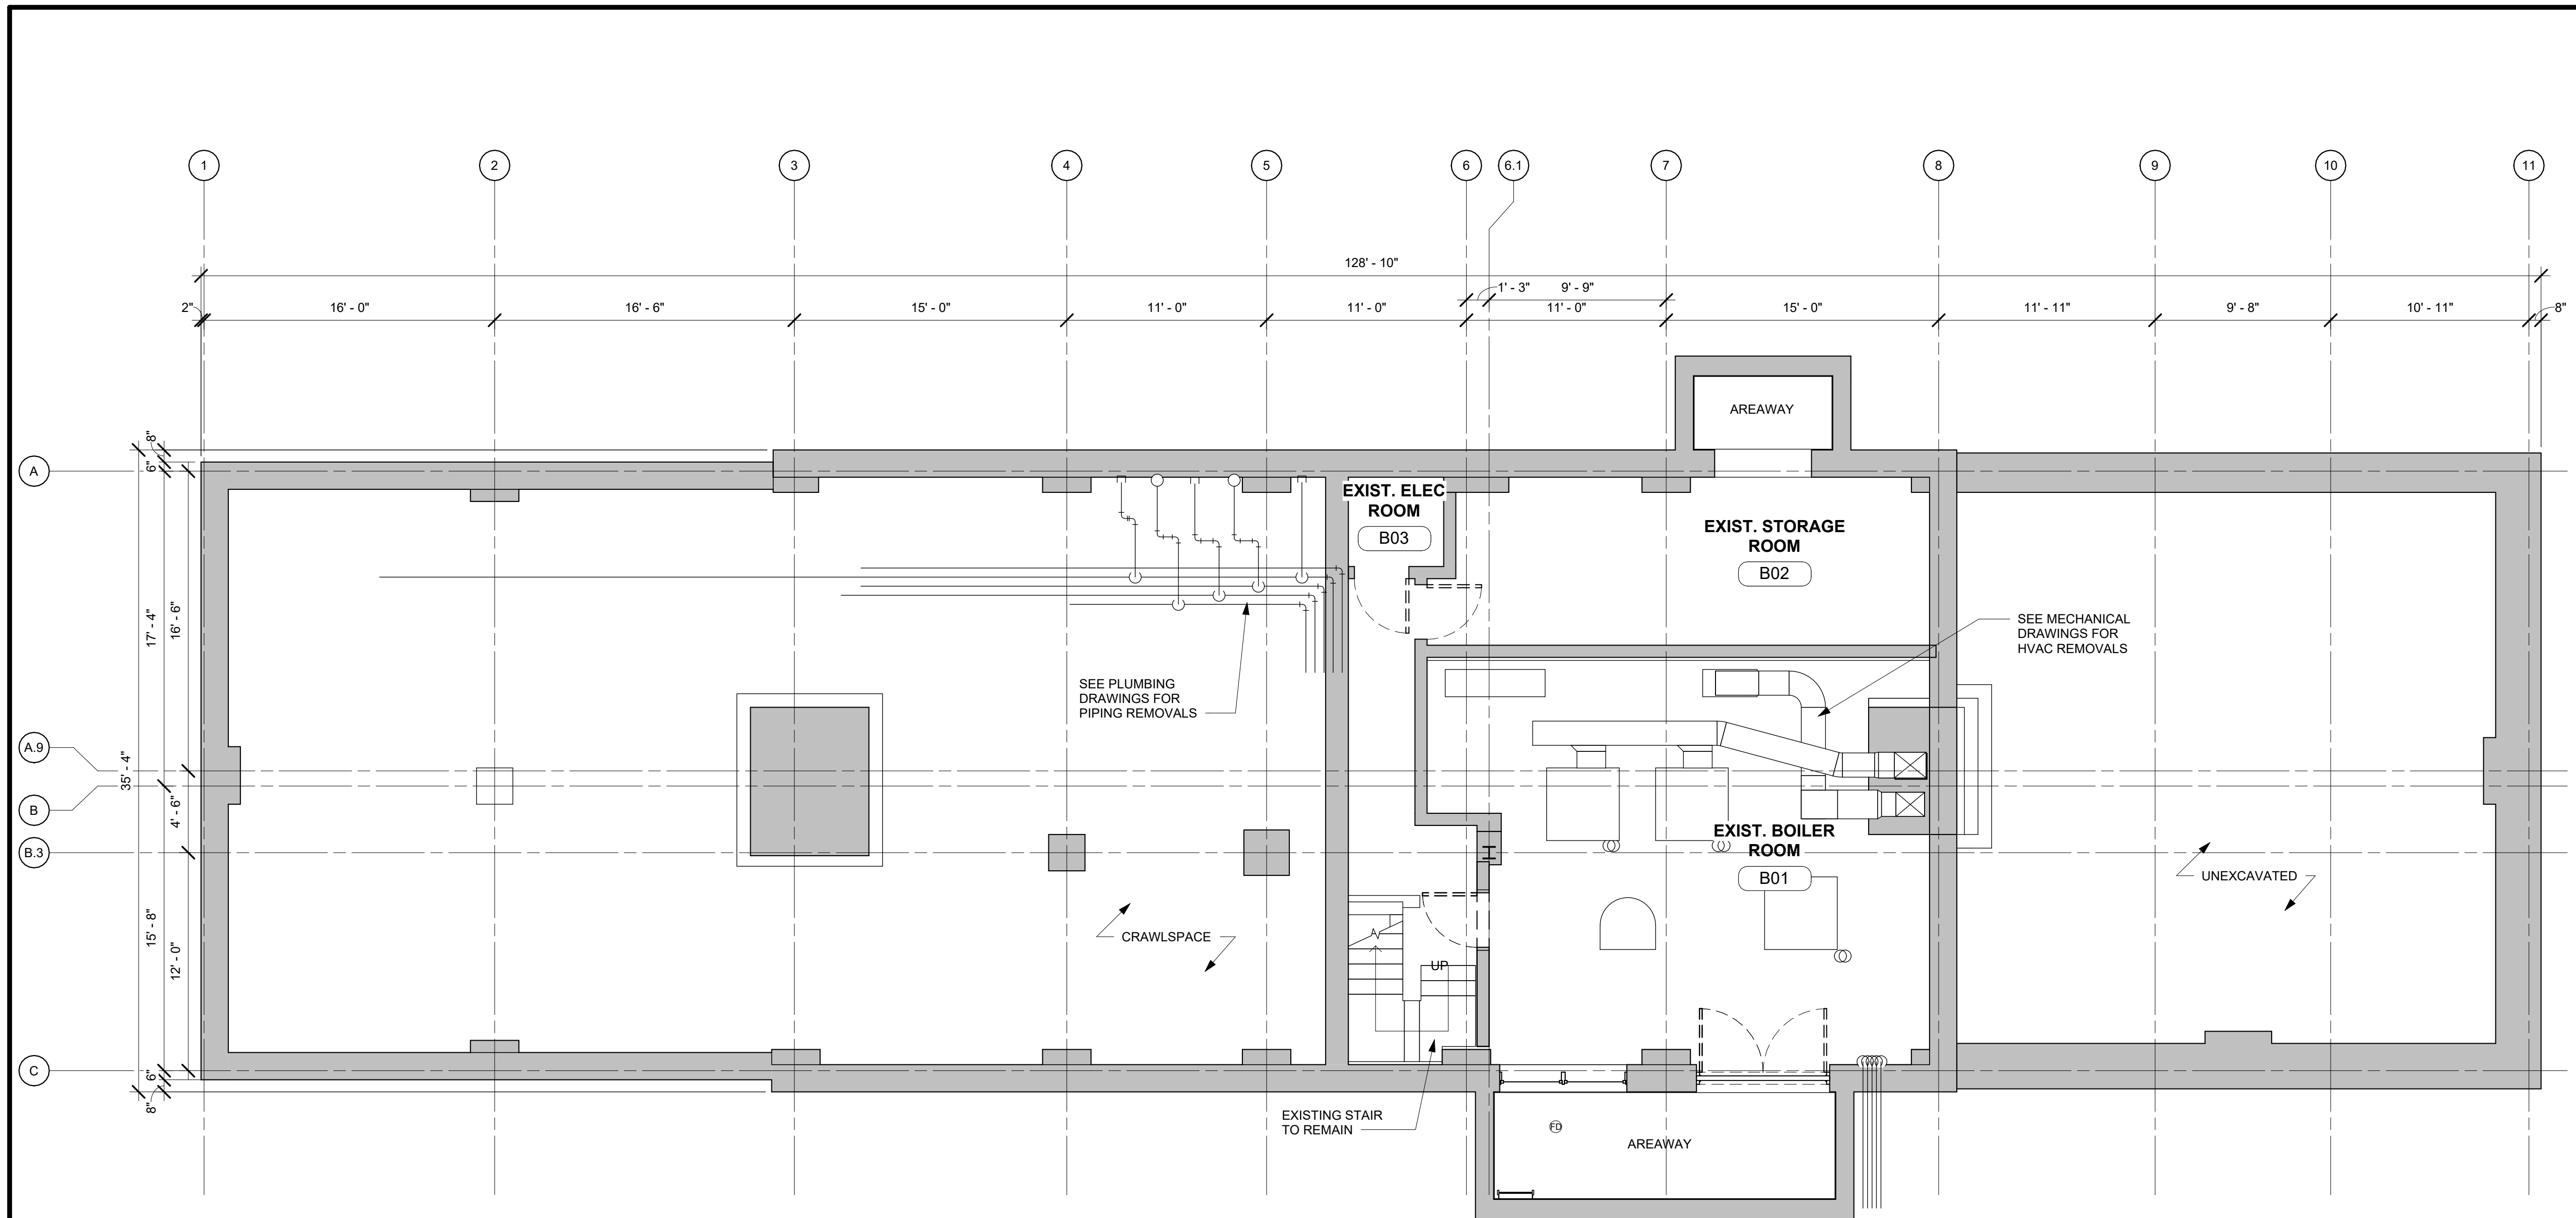 1
2
3
4
5
6
6.1
7
8
9
10
11
128' - 10"
1' - 3"
9' - 9"
2"
16' - 0"
16' - 6"
15' - 0"
11' - 0"
11' - 0"
11' - 0"
15' - 0"
11' - 11"
9' - 8"
10' - 11"
8"
AREAWAY
8"
6"
A
EXIST. ELEC
ROOM
B03
EXIST. STORAGE
ROOM
B02
17' - 4"
16' - 6"
SEE MECHANICAL
DRAWINGS FOR
HVAC REMOVALS
SEE PLUMBING
DRAWINGS FOR
PIPING REMOVALS
A.9
35' - 4"
B
4' - 6"
B.3
EXIST. BOILER
ROOM
B01
UNEXCAVATED
15' - 8"
12' - 0"
CRAWLSPACE
UP
C
6"
8"
EXISTING STAIR
TO REMAIN
FD
AREAWAY